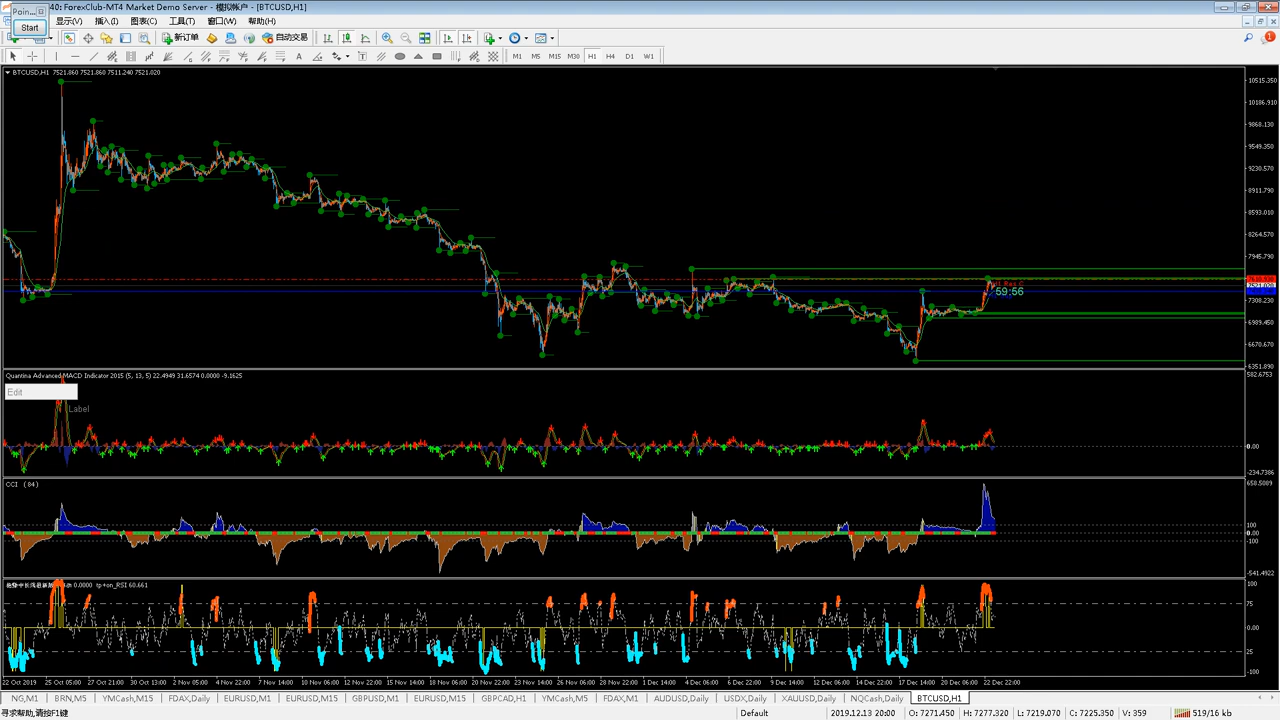 Poin...
40: ForexClub-MT4 Market Demo Server - 模拟帐户 - [BTCUSD,H1]
Start
显示(V) 插入(I) 图表(C) 工具(T) 窗口(W) 帮助(H)
新订单 自动交易
M1 M5 M15 M30 H1 H4 D1 W1
BTCUSD,H1 7521.860 7521.860 7511.240 7521.020
10515.350
10186.910
9868.130
9549.350
9230.570
8911.790
8593.010
8264.570
7945.790
7521.020
59:56
7308.230
6989.450
6670.670
6351.890
Quantina Advanced MACD Indicator 2015 (5, 13, 5) 22.4949 31.6574 0.0000 -9.1625
582.6753
Edit
Label
0.00
-234.7386
CCI (84)
658.5089
100
0.00
-100
-541.4922
0.0000 tp+on_RSI 60.661
100
75
0.00
25
-100
22 Oct 2019 25 Oct 05:00 27 Oct 21:00 30 Oct 13:00 2 Nov 05:00 4 Nov 22:00 7 Nov 14:00 10 Nov 06:00 12 Nov 22:00 15 Nov 14:00 18 Nov 06:00 20 Nov 22:00 23 Nov 14:00 26 Nov 06:00 28 Nov 22:00 1 Dec 14:00 4 Dec 06:00 6 Dec 22:00 9 Dec 14:00 12 Dec 06:00 14 Dec 22:00 17 Dec 14:00 20 Dec 06:00 22 Dec 22:00
NG,M1 BRN,M5 YMCash,M15 FDAX,Daily EURUSD,M1 EURUSD,M15 GBPUSD,M1 EURUSD,M15 GBPCAD,H1 YMCash,M5 FDAX,M1 AUDUSD,Daily USDX,Daily XAUUSD,Daily NQCash,Daily BTCUSD,H1
寻求帮助,请按F1键 Default 2019.12.13 20:00 O: 7271.450 H: 7277.320 L: 7219.070 C: 7225.350 V: 359 519/16 kb